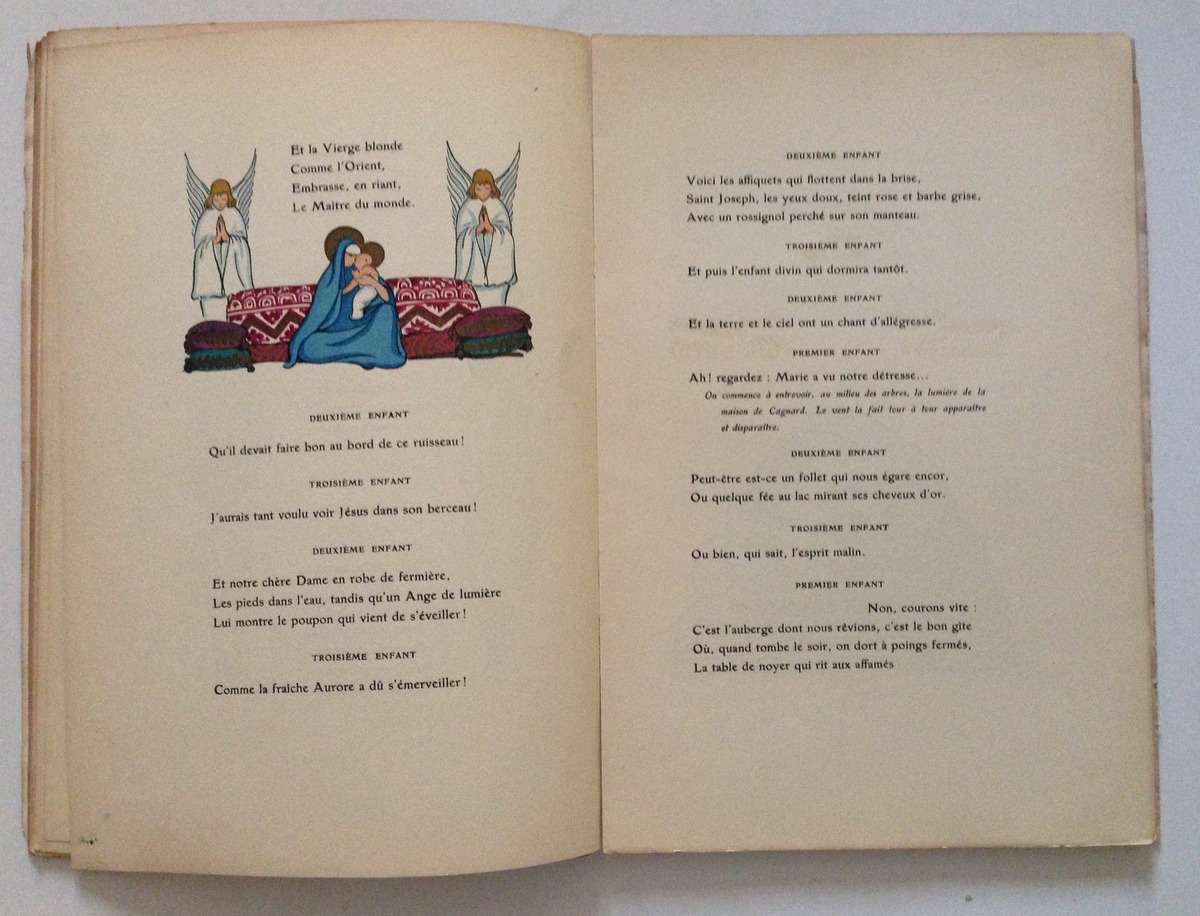 Et la Vierge blonde
Comme l'Orient,
Embrasse, en riant,
Le Maître du monde.
DEUXIÈME ENFANT
Qu'il devait faire bon au bord de ce ruisseau !
TROISIÈME ENFANT
J'aurais tant voulu voir Jésus dans son berceau !
DEUXIÈME ENFANT
Et notre chère Dame en robe de fermière,
Les pieds dans l'eau, tandis qu'un Ange de lumière
Lui montre le poupon qui vient de s'éveiller !
TROISIÈME ENFANT
Comme la fraîche Aurore a dû s'émerveiller !
DEUXIÈME ENFANT
Voici les affiquets qui flottent dans la brise,
Saint Joseph, les yeux doux, teint rose et barbe grise,
Avec un rossignol perché sur son manteau.
TROISIÈME ENFANT
Et puis l'enfant divin qui dormira tantôt.
DEUXIÈME ENFANT
Et la terre et le ciel ont un chant d'allégresse.
PREMIER ENFANT
Ah ! regardez : Marie a vu notre détresse...
On commence à entrevoir, au milieu des arbres, la lumière de la
maison de Cagnard. Le vent la fait tour à tour apparaître
et disparaître.
DEUXIÈME ENFANT
Peut-être est-ce un follet qui nous égare encor,
Ou quelque fée au lac mirant ses cheveux d'or.
TROISIÈME ENFANT
Ou bien, qui sait, l'esprit malin.
PREMIER ENFANT
Non, courons vite :
C'est l'auberge dont nous rêvions, c'est le bon gîte
Où, quand tombe le soir, on dort à poings fermés,
La table de noyer qui rit aux affamés